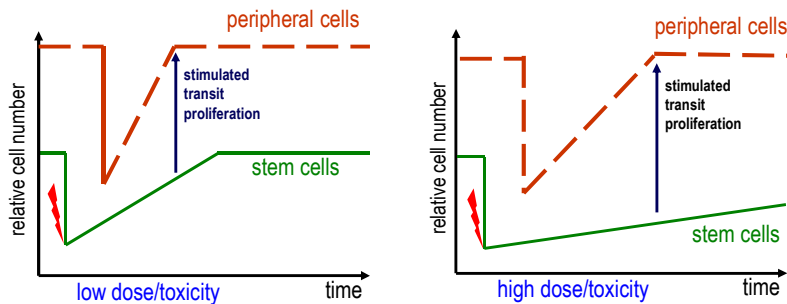 peripheral cells
stimulated
transit
proliferation
stem cells
relative cell number
low dose/toxicity
time
peripheral cells
stimulated
transit
proliferation
stem cells
relative cell number
high dose/toxicity
time